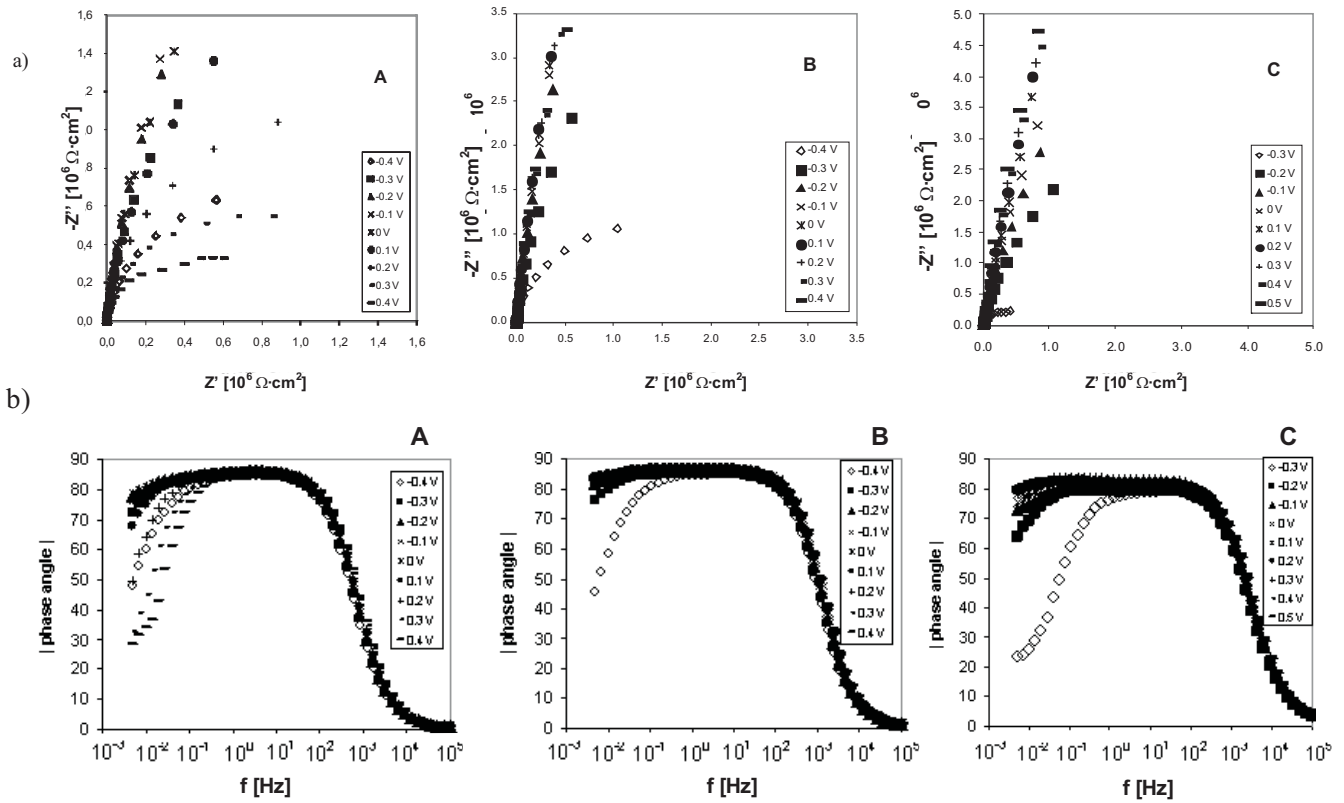 a)
A
1,6
1,4
,2
,0
,8
,6
0,4
0,2
0,0
0,0 0,2 0,4 0,6 0,8 1,0 1,2 1,4 1,6
-Z'' [10⁶ Ω·cm²]
Z' [10⁶ Ω·cm²]
-0.4 V
-0.3 V
-0.2 V
-0.1 V
0V
0.1 V
0.2 V
0.3 V
0.4 V
B
3.5
3.0
2.5
2.0
1.5
1.0
0.5
0.0
0.0 0.5 1.0 1.5 2.0 2.5 3.0 3.5
-Z'' [10⁶ Ω·cm²] 10⁶
Z' [10⁶ Ω·cm²]
-0.4 V
-0.3 V
-0.2 V
-0.1 V
0V
0.1 V
0.2 V
0.3 V
0.4 V
C
5.0
4.5
4.0
3.5
3.0
2.5
2.0
1.5
1.0
0.5
0.0
0.0 1.0 2.0 3.0 4.0 5.0
-Z'' [10⁶ Ω·cm²] 0⁶
Z' [10⁶ Ω·cm²]
-0.3 V
-0.2 V
-0.1 V
0V
0.1 V
0.2 V
0.3 V
0.4 V
0.5 V
b)
A
90
80
70
60
50
40
30
20
10
0
10⁻³ 10⁻² 10⁻¹ 10⁰ 10¹ 10² 10³ 10⁴ 10⁵
| phase angle |
f [Hz]
-0.4 V
-0.3 V
-0.2 V
-0.1 V
0 V
0.1 V
0.2 V
0.3 V
0.4 V
B
90
80
70
60
50
40
30
20
10
0
10⁻³ 10⁻² 10⁻¹ 10⁰ 10¹ 10² 10³ 10⁴ 10⁵
| phase angle |
f [Hz]
-0.4 V
-0.3 V
-0.2 V
-0.1 V
0 V
0.1 V
0.2 V
0.3 V
0.4 V
C
90
80
70
60
50
40
30
20
10
0
10⁻³ 10⁻² 10⁻¹ 10⁰ 10¹ 10² 10³ 10⁴ 10⁵
| phase angle |
f [Hz]
-0.3 V
-0.2 V
-0.1 V
0V
0.1V
0.2 V
0.3V
0.4 V
0.5V